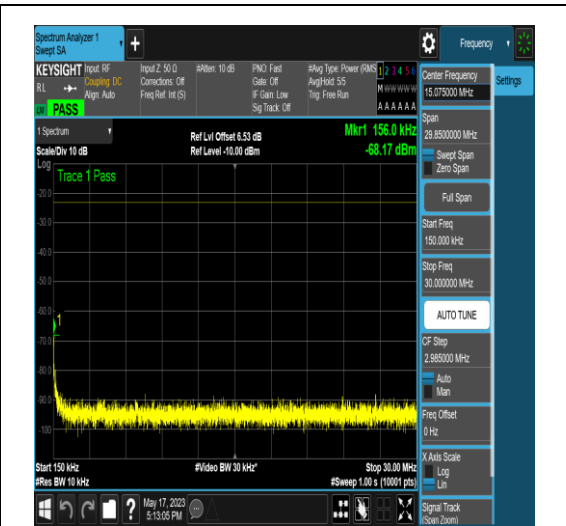 Spectrum Analyzer 1
Swept SA
+
Frequency
KEYSIGHT
RL
PASS
Input: RF
Coupling: DC
Align: Auto
Input Z: 50 Ω
Corrections: Off
Freq Ref: Int (S)
#Atten: 10 dB
PNO: Fast
Gate: Off
IF Gain: Low
Sig Track: Off
#Avg Type: Power (RMS
Avg|Hold: 5/5
Trig: Free Run
1 2 3 4 5 6
M W W W W W
A A A A A A
1 Spectrum
Scale/Div 10 dB
Ref Lvl Offset 6.53 dB
Ref Level -10.00 dBm
Mkr1 156.0 kHz
-68.17 dBm
Log
Trace 1 Pass
-20.0
-30.0
-40.0
-50.0
-60.0
-70.0
-80.0
-90.0
-100
1
Start 150 kHz
#Res BW 10 kHz
#Video BW 30 kHz*
Stop 30.00 MHz
#Sweep 1.00 s (10001 pts)
Center Frequency
15.075000 MHz
Settings
Span
29.8500000 MHz
Swept Span
Zero Span
Full Span
Start Freq
150.000 kHz
Stop Freq
30.000000 MHz
AUTO TUNE
CF Step
2.985000 MHz
Auto
Man
Freq Offset
0 Hz
X Axis Scale
Log
Lin
Signal Track
(Span Zoom)
?
May 17, 2023
5:13:05 PM